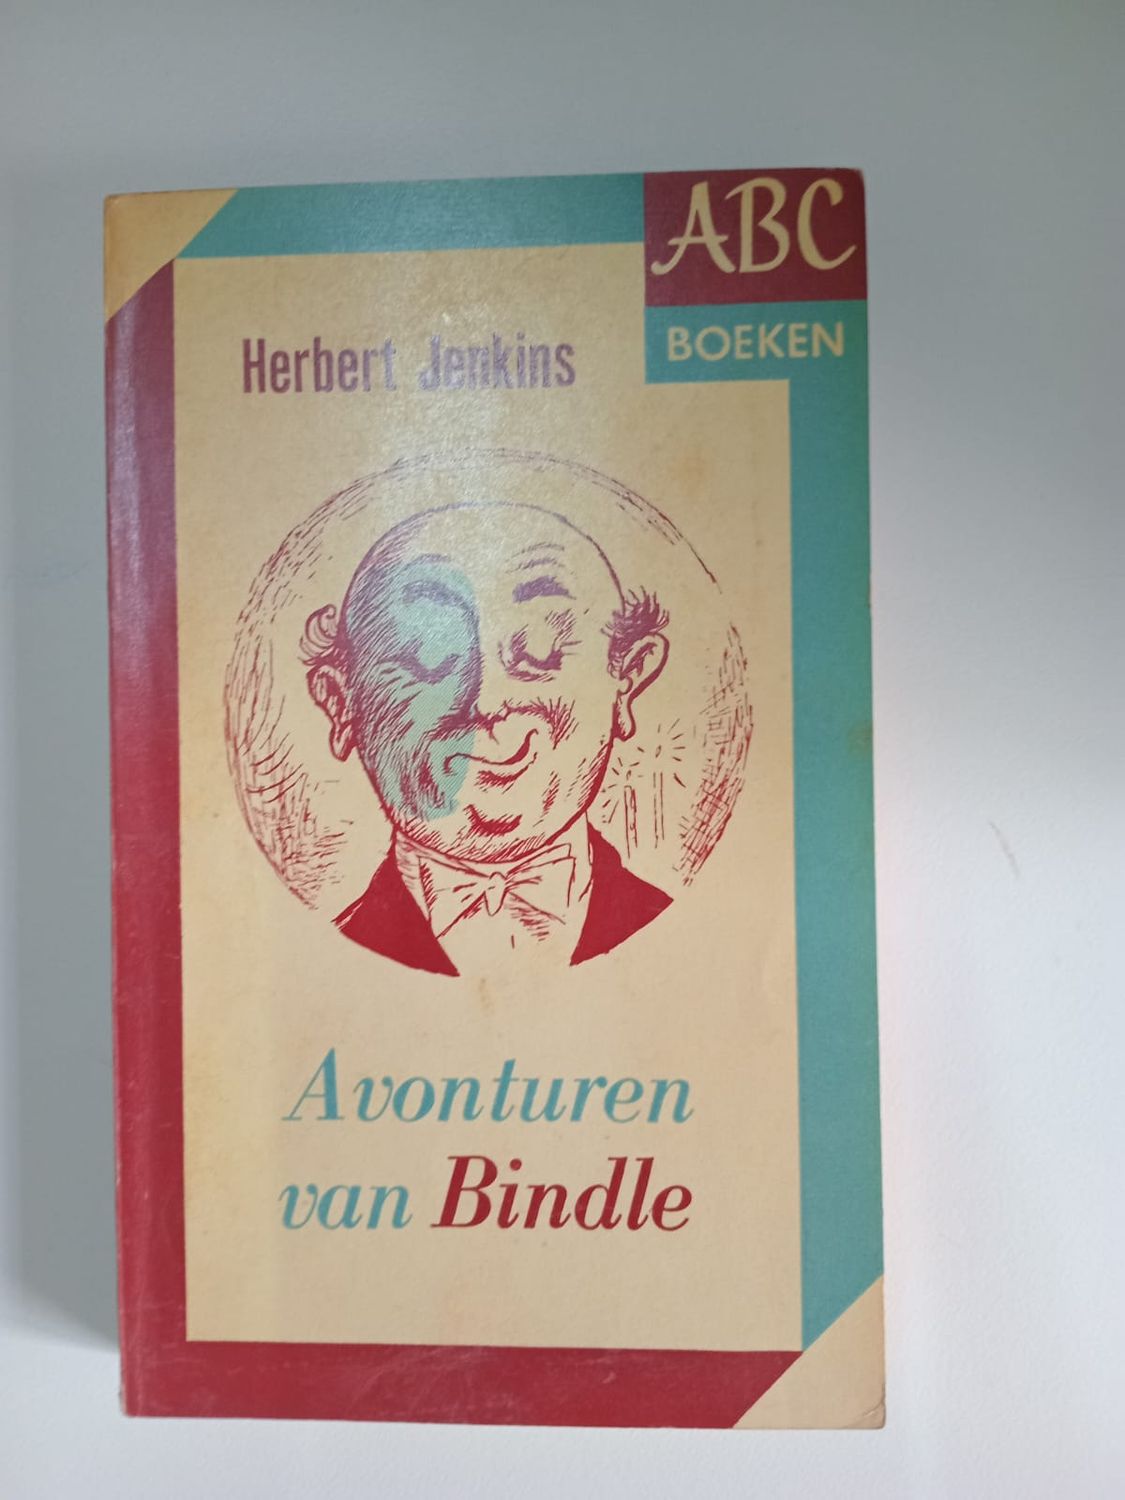 ABC
BOEKEN
Herbert Jenkins
Avonturen
van Bindle